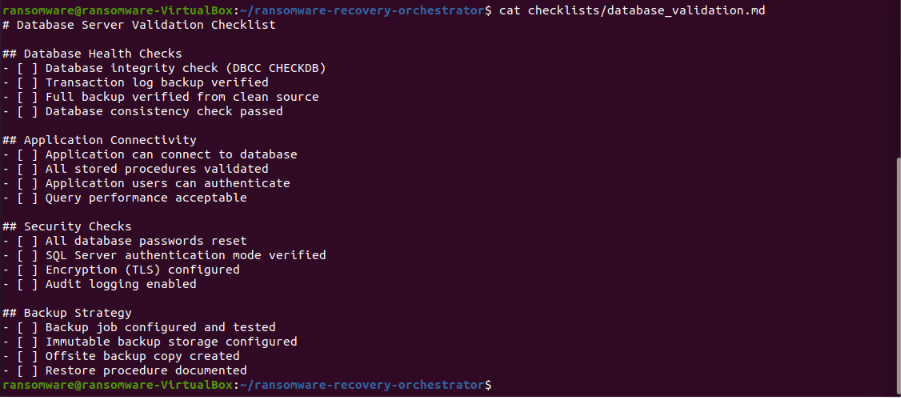 ransomware@ransomware-VirtualBox:~/ransomware-recovery-orchestrator$ cat checklists/database_validation.md
# Database Server Validation Checklist
## Database Health Checks
- [ ] Database integrity check (DBCC CHECKDB)
- [ ] Transaction log backup verified
- [ ] Full backup verified from clean source
- [ ] Database consistency check passed
## Application Connectivity
- [ ] Application can connect to database
- [ ] All stored procedures validated
- [ ] Application users can authenticate
- [ ] Query performance acceptable
## Security Checks
- [ ] All database passwords reset
- [ ] SQL Server authentication mode verified
- [ ] Encryption (TLS) configured
- [ ] Audit logging enabled
## Backup Strategy
- [ ] Backup job configured and tested
- [ ] Immutable backup storage configured
- [ ] Offsite backup copy created
- [ ] Restore procedure documented
ransomware@ransomware-VirtualBox:~/ransomware-recovery-orchestrator$